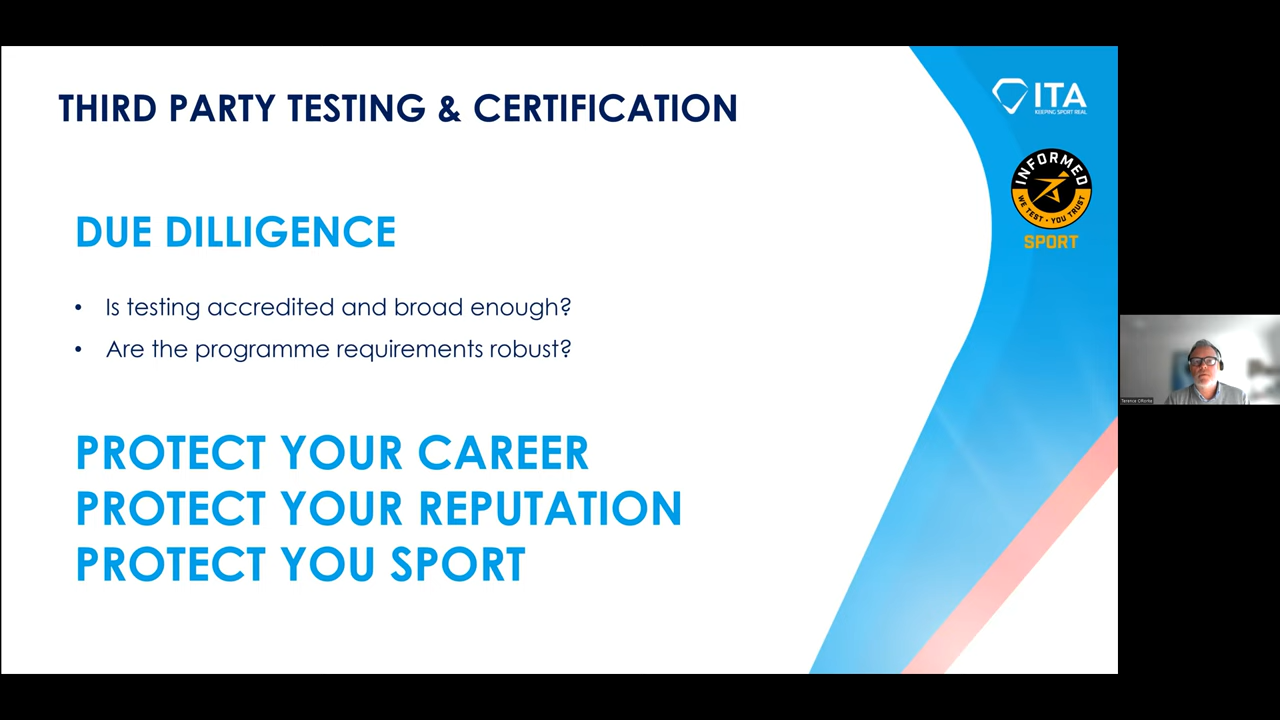 THIRD PARTY TESTING & CERTIFICATION
ITA
KEEPING SPORT REAL
INFORMED
WE TEST • YOU TRUST
SPORT
DUE DILLIGENCE
• Is testing accredited and broad enough?
• Are the programme requirements robust?
PROTECT YOUR CAREER
PROTECT YOUR REPUTATION
PROTECT YOU SPORT